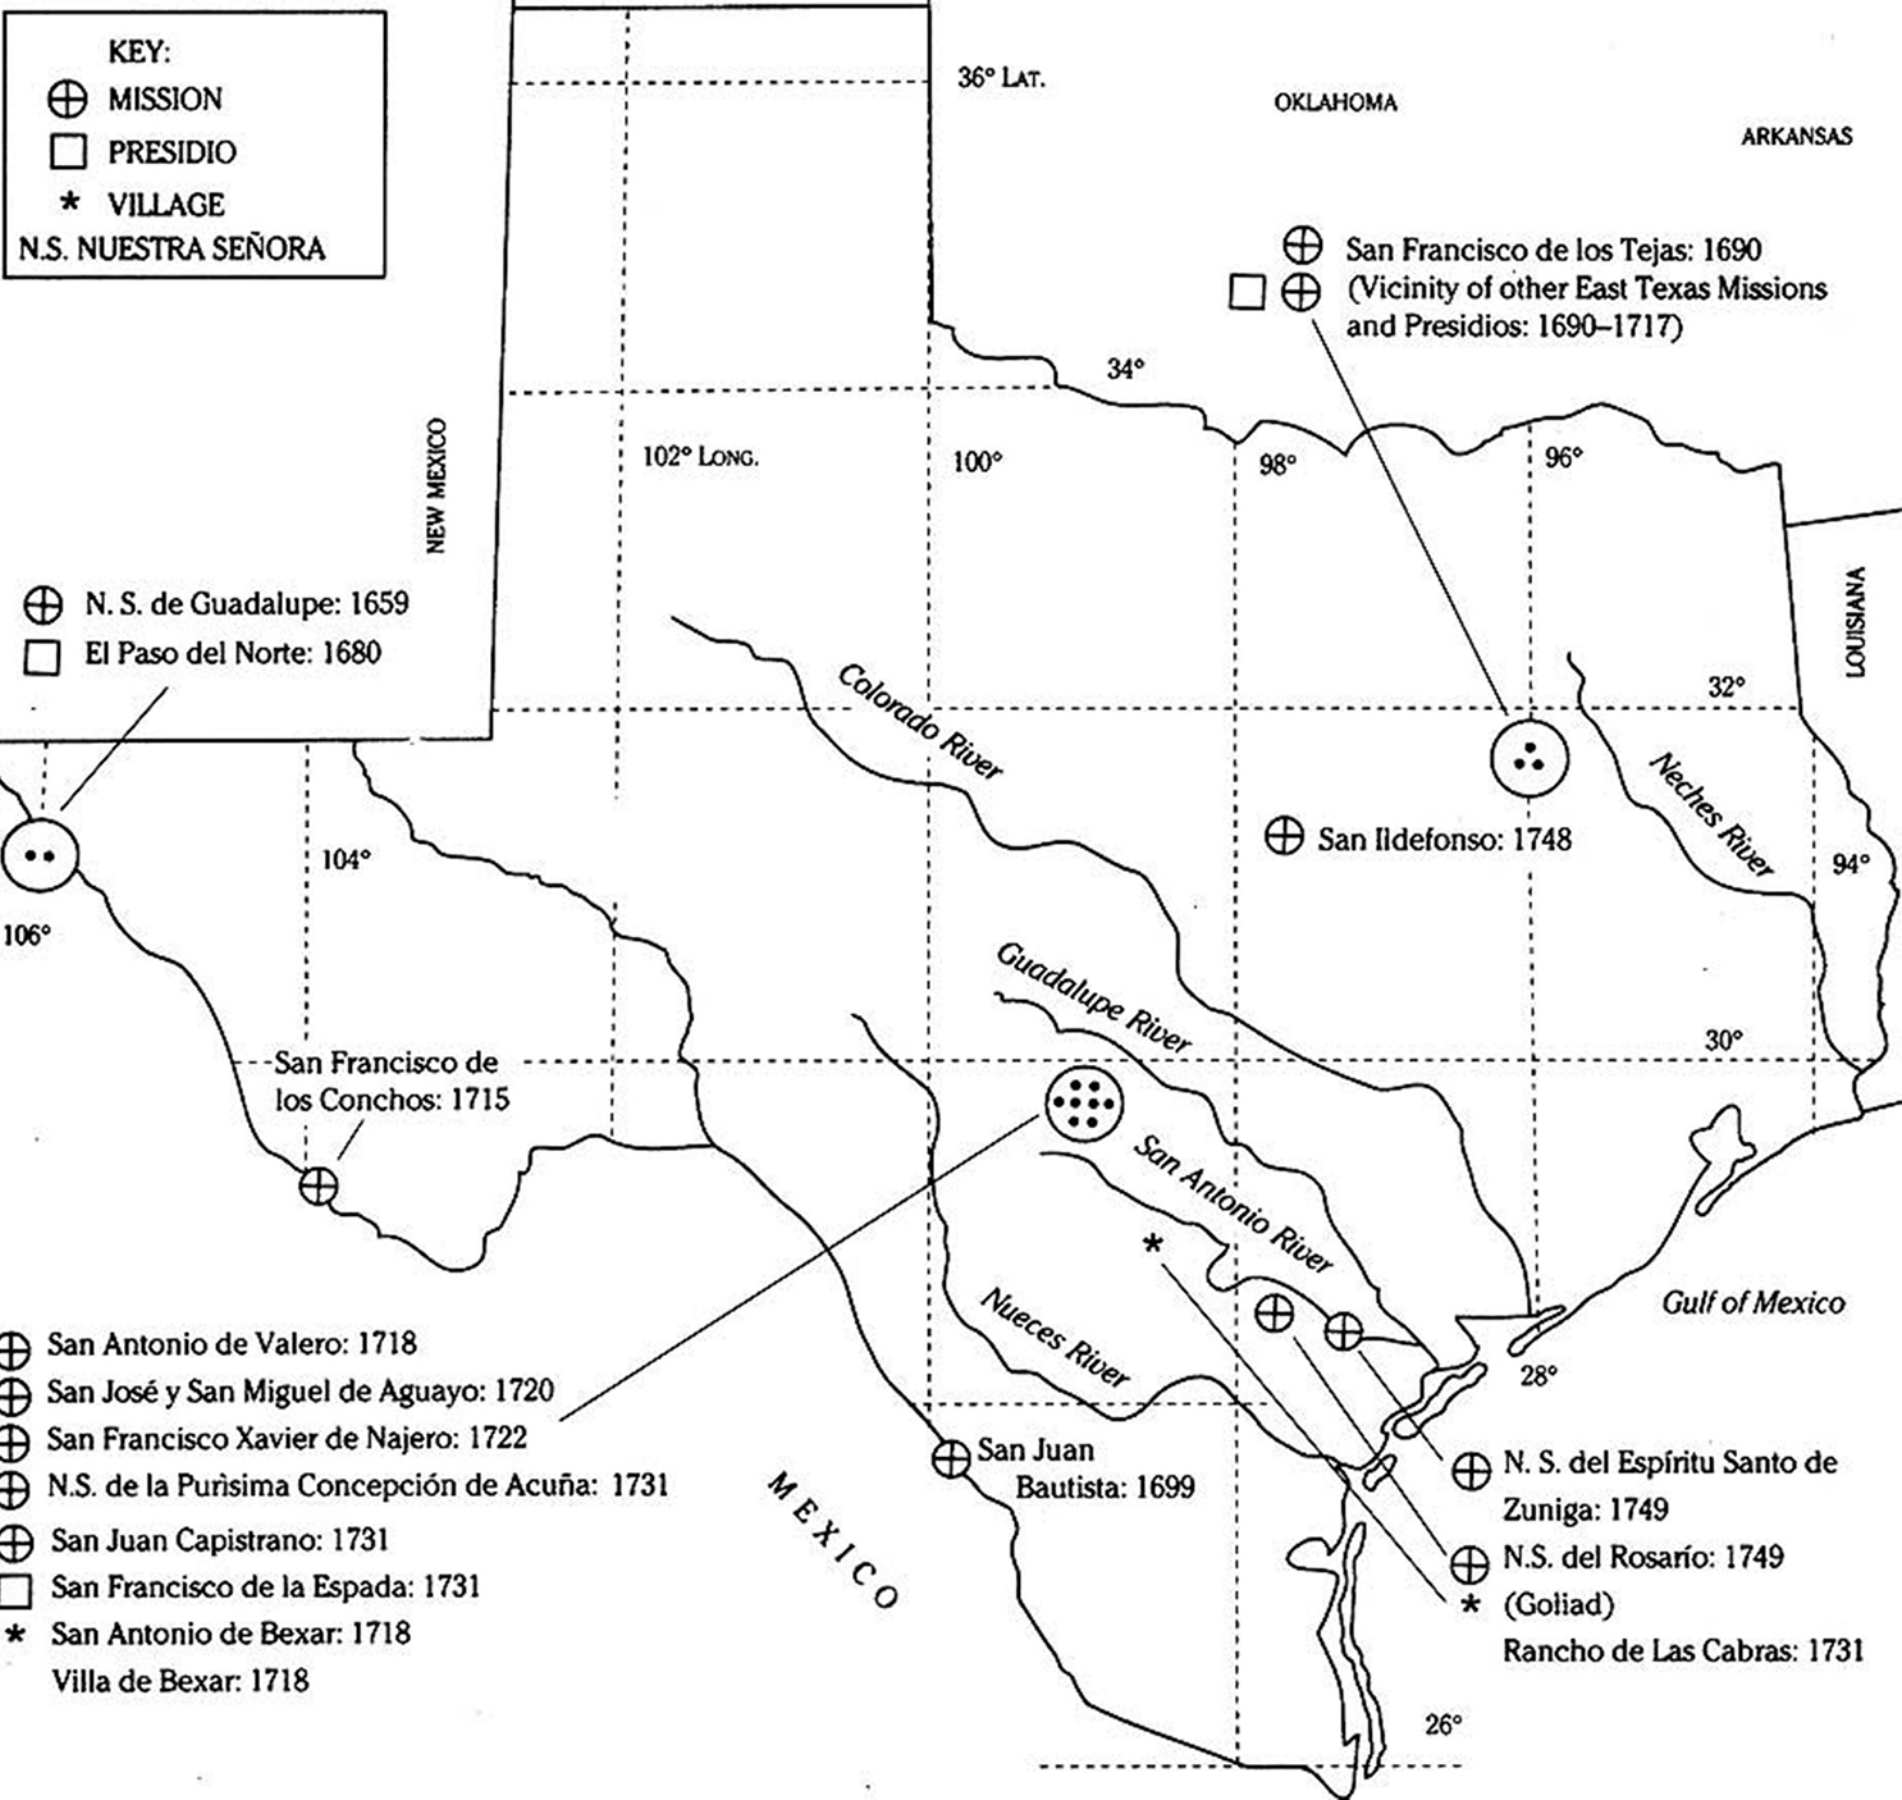 KEY:
MISSION
PRESIDIO
* VILLAGE
N.S. NUESTRA SEÑORA
36° LAT.
OKLAHOMA
ARKANSAS
San Francisco de los Tejas: 1690
(Vicinity of other East Texas Missions
and Presidios: 1690–1717)
34°
NEW MEXICO
102° LONG.
100°
98°
96°
LOUISIANA
N. S. de Guadalupe: 1659
El Paso del Norte: 1680
32°
Colorado River
Neches River
San Ildefonso: 1748
104°
94°
106°
Guadalupe River
30°
San Francisco de
los Conchos: 1715
San Antonio River
*
Nueces River
Gulf of Mexico
28°
San Antonio de Valero: 1718
San José y San Miguel de Aguayo: 1720
San Francisco Xavier de Najero: 1722
N.S. de la Purìsima Concepción de Acuña: 1731
San Juan Capistrano: 1731
San Francisco de la Espada: 1731
* San Antonio de Bexar: 1718
Villa de Bexar: 1718
San Juan
Bautista: 1699
MEXICO
N. S. del Espíritu Santo de
Zuniga: 1749
N.S. del Rosarío: 1749
* (Goliad)
Rancho de Las Cabras: 1731
26°